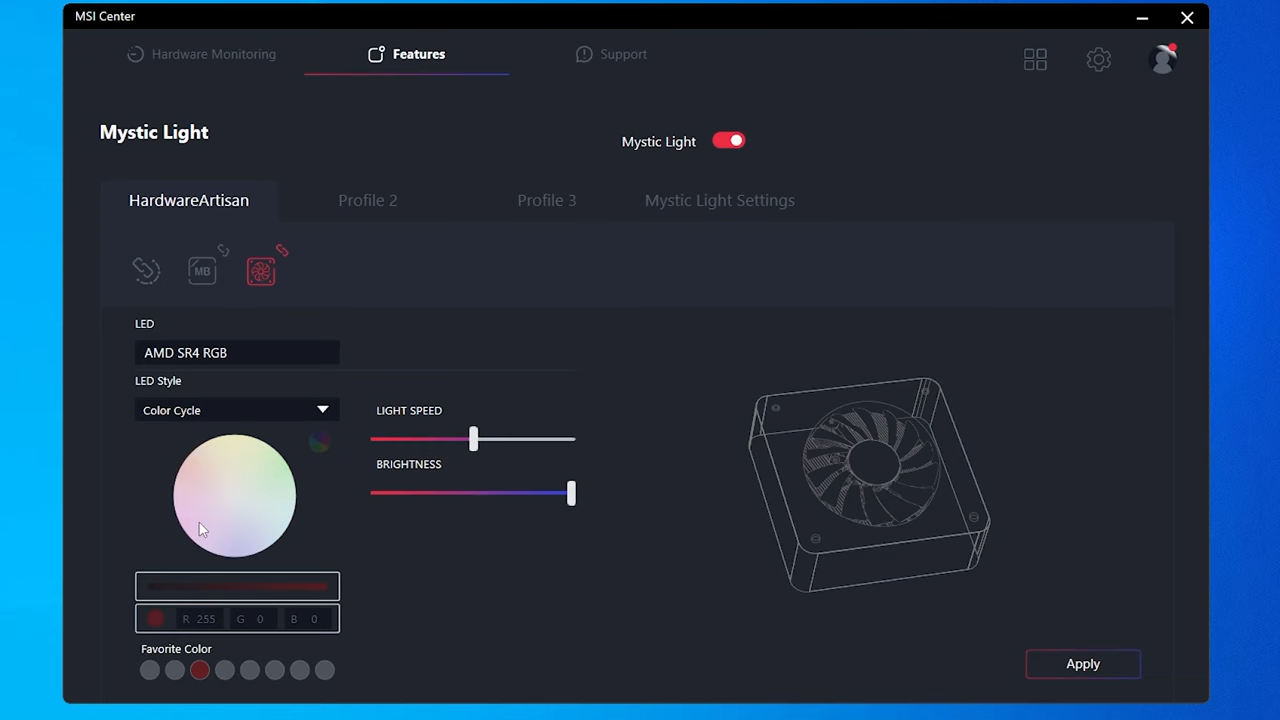 MSI Center
Hardware Monitoring
Features
Support
Mystic Light
Mystic Light
HardwareArtisan
Profile 2
Profile 3
Mystic Light Settings
MB
LED
AMD SR4 RGB
LED Style
Color Cycle
LIGHT SPEED
BRIGHTNESS
R 255 G 0 B 0
Favorite Color
Apply